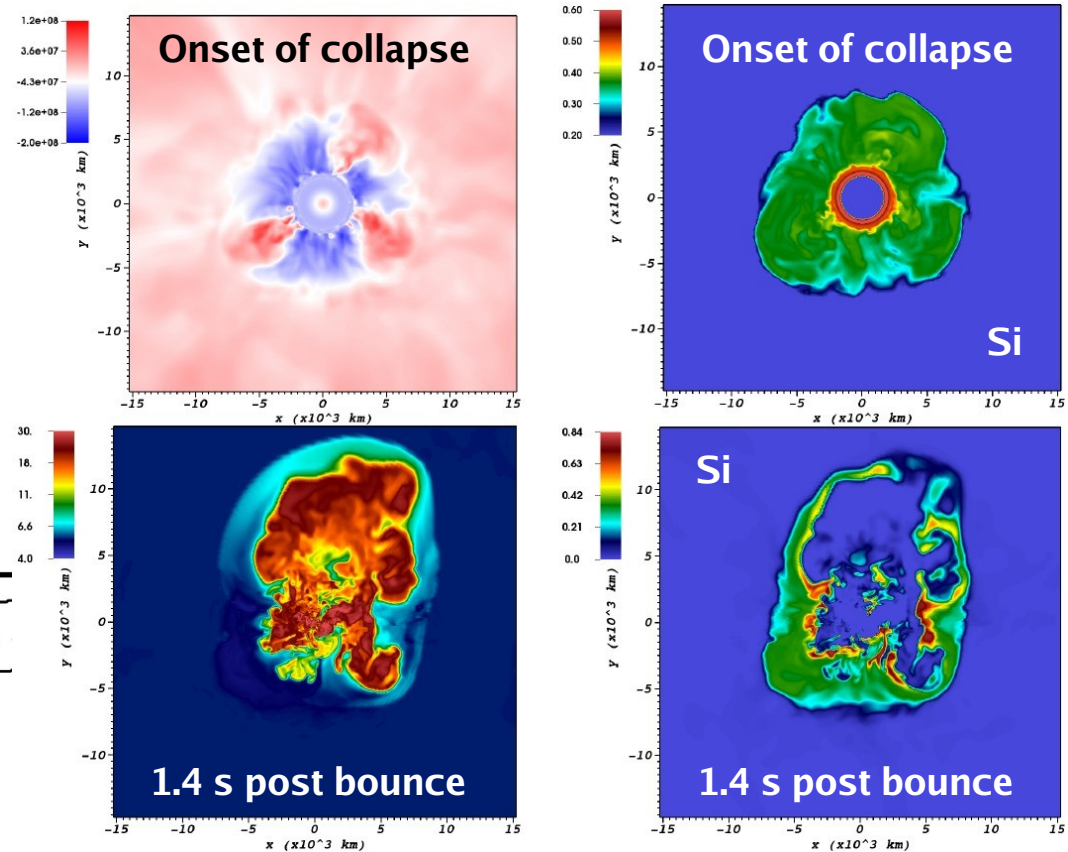 1.2e+08
3.6e+07
-4.3e+07
-1.2e+08
-2.0e+08
Onset of collapse
y (x10^3 km)
10
5
0
-5
-10
-15 -10 -5 0 5 10 15
x (x10^3 km)
0.60
0.50
0.40
0.30
0.20
Onset of collapse
Si
y (x10^3 km)
10
5
0
-5
-10
-15 -10 -5 0 5 10 15
x (x10^3 km)
30.
18.
11.
6.6
4.0
y (x10^3 km)
10
5
0
-5
-10
1.4 s post bounce
-15 -10 -5 0 5 10 15
x (x10^3 km)
0.84
0.63
0.42
0.21
0.0
Si
y (x10^3 km)
10
5
0
-5
-10
1.4 s post bounce
-15 -10 -5 0 5 10 15
x (x10^3 km)